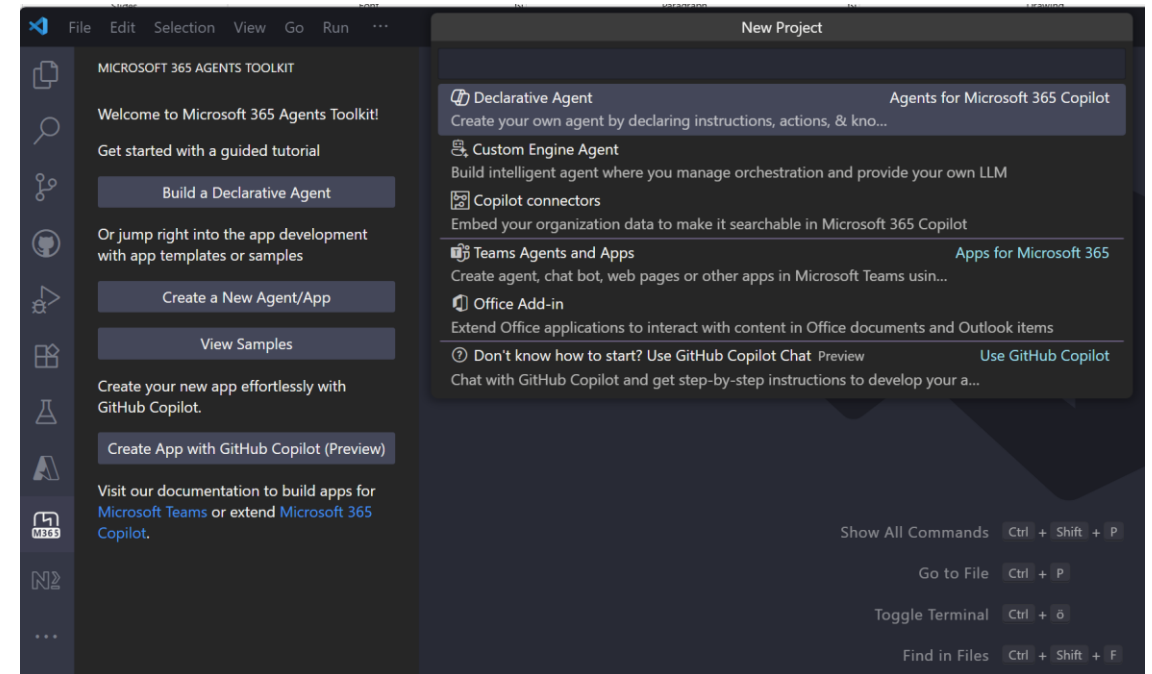 File Edit Selection View Go Run ···
New Project
MICROSOFT 365 AGENTS TOOLKIT
Welcome to Microsoft 365 Agents Toolkit!
Get started with a guided tutorial
Build a Declarative Agent
Or jump right into the app development
with app templates or samples
Create a New Agent/App
View Samples
Create your new app effortlessly with
GitHub Copilot.
Create App with GitHub Copilot (Preview)
Visit our documentation to build apps for
Microsoft Teams or extend Microsoft 365
Copilot.
M365
Declarative Agent Agents for Microsoft 365 Copilot
Create your own agent by declaring instructions, actions, & kno...
Custom Engine Agent
Build intelligent agent where you manage orchestration and provide your own LLM
Copilot connectors
Embed your organization data to make it searchable in Microsoft 365 Copilot
Teams Agents and Apps Apps for Microsoft 365
Create agent, chat bot, web pages or other apps in Microsoft Teams usin...
Office Add-in
Extend Office applications to interact with content in Office documents and Outlook items
Don't know how to start? Use GitHub Copilot Chat Preview Use GitHub Copilot
Chat with GitHub Copilot and get step-by-step instructions to develop your a...
Show All Commands Ctrl + Shift + P
Go to File Ctrl + P
Toggle Terminal Ctrl + ö
Find in Files Ctrl + Shift + F